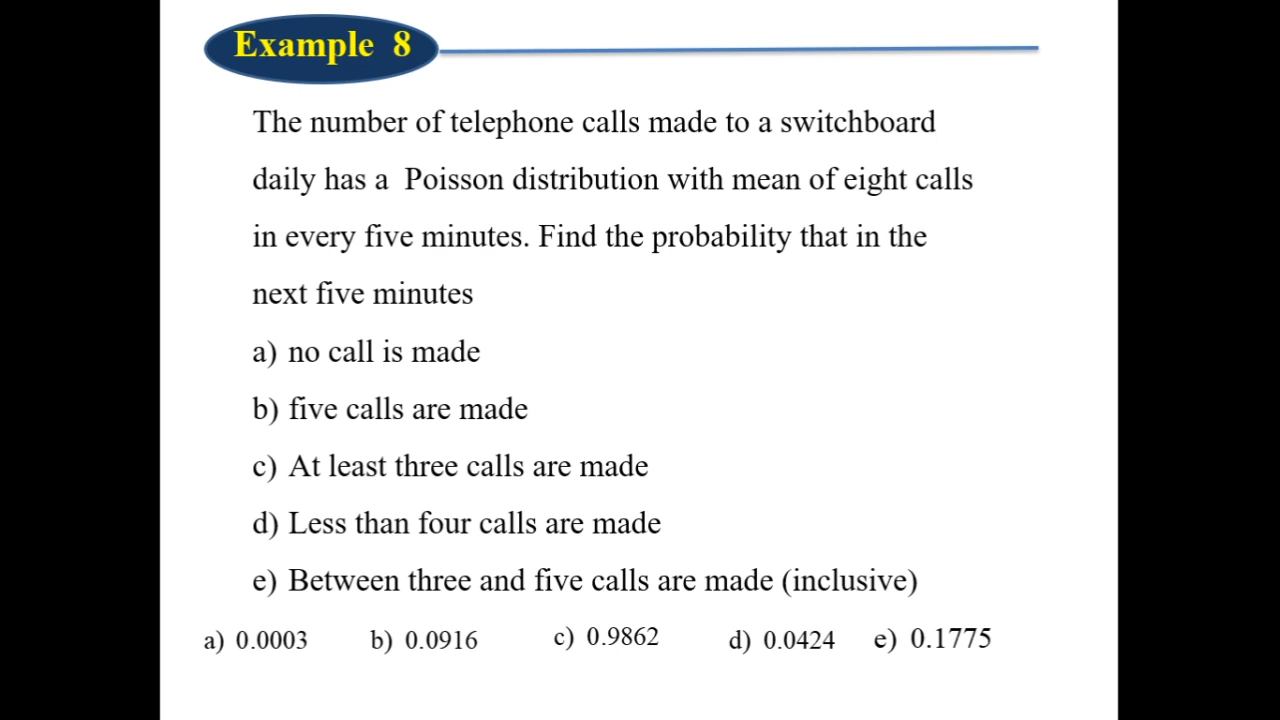 Example 8
The number of telephone calls made to a switchboard
daily has a Poisson distribution with mean of eight calls
in every five minutes. Find the probability that in the
next five minutes
a) no call is made
b) five calls are made
c) At least three calls are made
d) Less than four calls are made
e) Between three and five calls are made (inclusive)
a) 0.0003 b) 0.0916 c) 0.9862 d) 0.0424 e) 0.1775